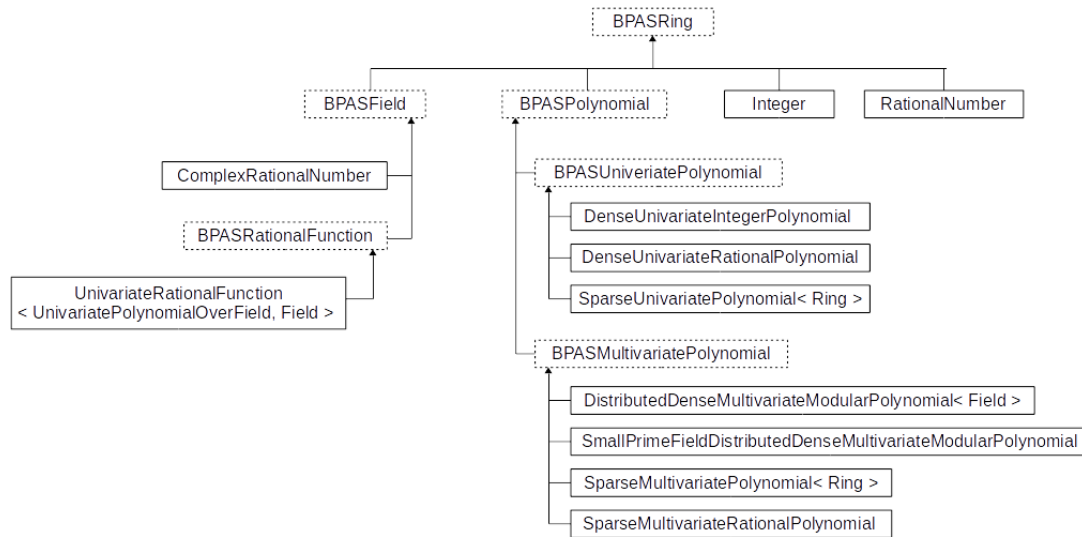 BPASRing
BPASField
BPASPolynomial
Integer
RationalNumber
ComplexRationalNumber
BPASUniveriatePolynomial
DenseUnivariateIntegerPolynomial
BPASRationalFunction
DenseUnivariateRationalPolynomial
UnivariateRationalFunction
< UnivariatePolynomialOverField, Field >
SparseUnivariatePolynomial< Ring >
BPASMultivariatePolynomial
DistributedDenseMultivariateModularPolynomial< Field >
SmallPrimeFieldDistributedDenseMultivariateModularPolynomial
SparseMultivariatePolynomial< Ring >
SparseMultivariateRationalPolynomial